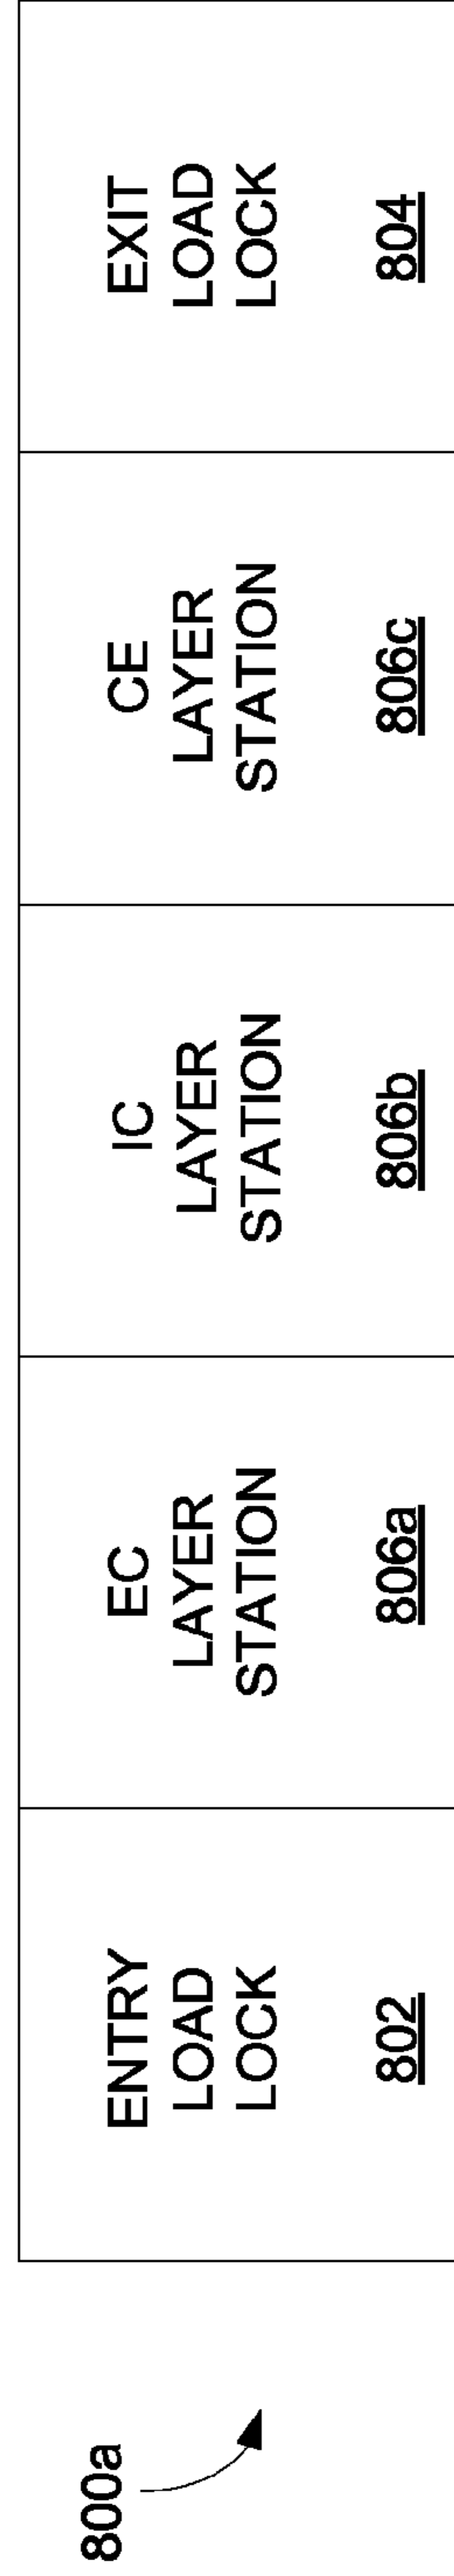 800a
ENTRY
LOAD
LOCK
802
EC
LAYER
STATION
806a
IC
LAYER
STATION
806b
CE
LAYER
STATION
806c
EXIT
LOAD
LOCK
804